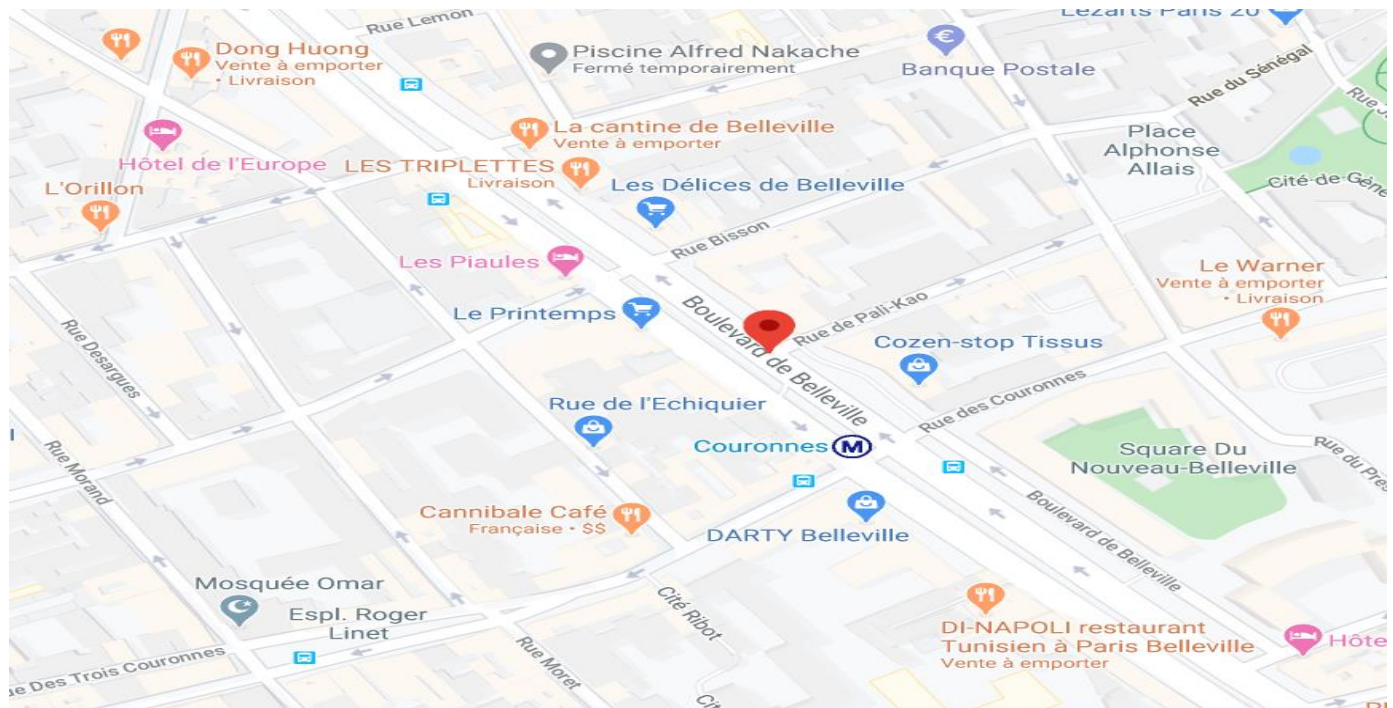 Lézarts Paris 20
Rue Lemon
Dong Huong
Vente à emporter
• Livraison
Piscine Alfred Nakache
Fermé temporairement
€
Banque Postale
Rue du Sénégal
La cantine de Belleville
Vente à emporter
Place
Alphonse
Allais
Hôtel de l'Europe
LES TRIPLETTES
Livraison
Les Délices de Belleville
L'Orillon
Rue Bisson
Les Piaules
Le Warner
Vente à emporter
• Livraison
Le Printemps
Boulevard de Belleville
Rue de Pali-Kao
Cozen-stop Tissus
Rue Desargues
Rue des Couronnes
Rue de l'Echiquier
Couronnes M
Square Du
Nouveau-Belleville
Rue du Pres
Rue Morand
Cannibale Café
Française • $$
DARTY Belleville
Boulevard de Belleville
Mosquée Omar
Espl. Roger
Linet
Cité Ribot
DI-NAPOLI restaurant
Tunisien à Paris Belleville
Vente à emporter
Hôte
ue Des Trois Couronnes
Rue Moret